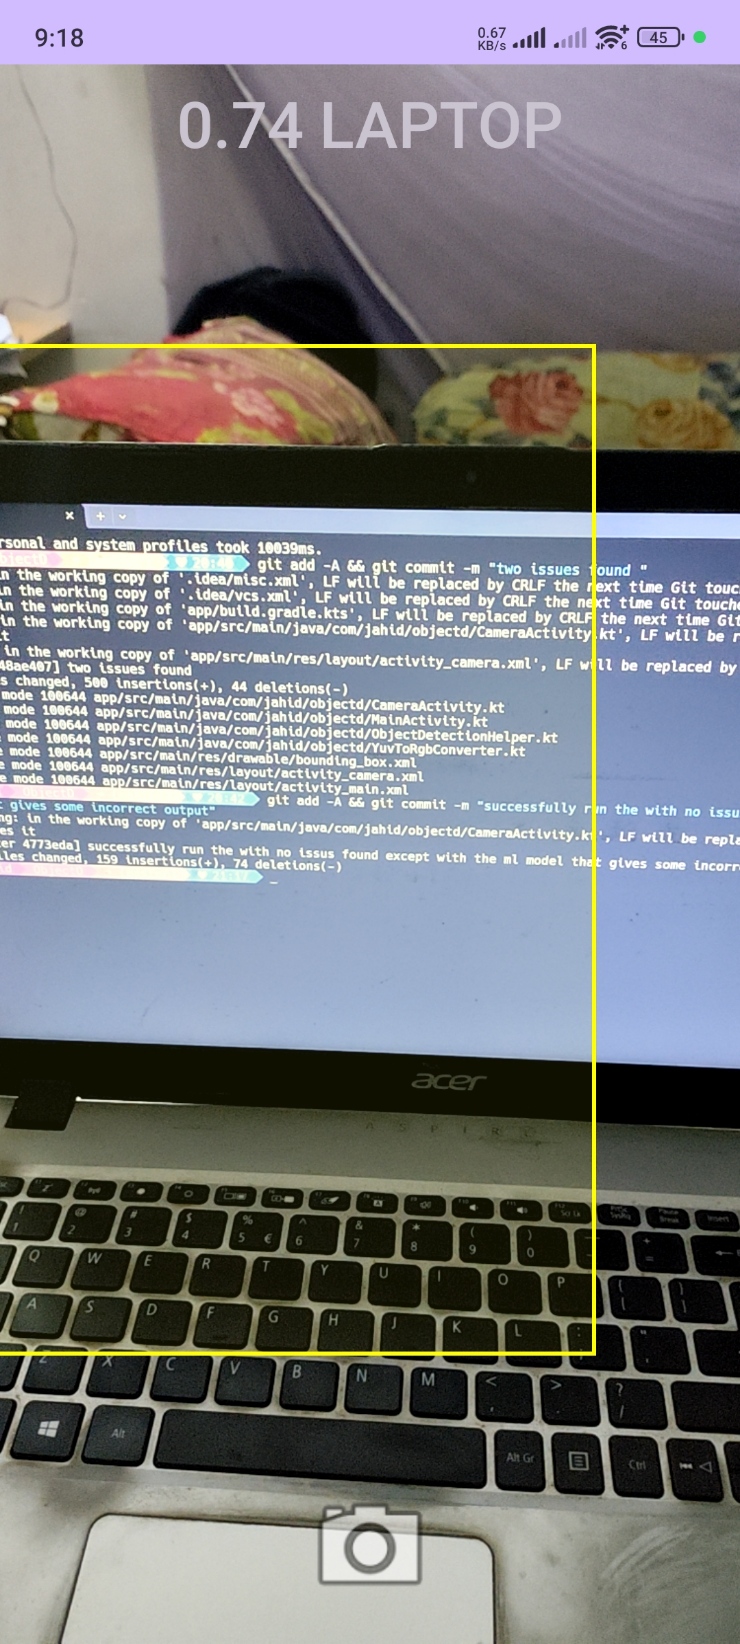 9:18
0.67
KB/s
6
45
0.74 LAPTOP
× + ⌄
rsonal and system profiles took 10039ms.
git add -A && git commit -m "two issues found "
in the working copy of '.idea/misc.xml', LF will be replaced by CRLF the next time Git touc
in the working copy of '.idea/vcs.xml', LF will be replaced by CRLF the next time Git touche
in the working copy of 'app/build.gradle.kts', LF will be replaced by CRLF the next time Git
in the working copy of 'app/src/main/java/com/jahid/objectd/CameraActivity.kt', LF will be r
it
in the working copy of 'app/src/main/res/layout/activity_camera.xml', LF will be replaced by
48ae407] two issues found
s changed, 500 insertions(+), 44 deletions(-)
mode 100644 app/src/main/java/com/jahid/objectd/CameraActivity.kt
mode 100644 app/src/main/java/com/jahid/objectd/MainActivity.kt
mode 100644 app/src/main/java/com/jahid/objectd/ObjectDetectionHelper.kt
mode 100644 app/src/main/java/com/jahid/objectd/YuvToRgbConverter.kt
e mode 100644 app/src/main/res/drawable/bounding_box.xml
e mode 100644 app/src/main/res/layout/activity_camera.xml
e mode 100644 app/src/main/res/layout/activity_main.xml
git add -A && git commit -m "successfully run the with no issu
t gives some incorrect output"
ng: in the working copy of 'app/src/main/java/com/jahid/objectd/CameraActivity.kt', LF will be repla
es it
er 4773eda] successfully run the with no issus found except with the ml model that gives some incorr
iles changed, 159 insertions(+), 74 deletions(-)
_
acer
! 1 @ 2 # 3 $ 4 % 5 € ^ 6 & 7 * 8 ( 9 ) 0 _ - + =
Q W E R T Y U I O P { [ } ]
A S D F G H J K L : ; "
'
Z X C V B N M < , > . ? /
Alt Alt Gr Ctrl